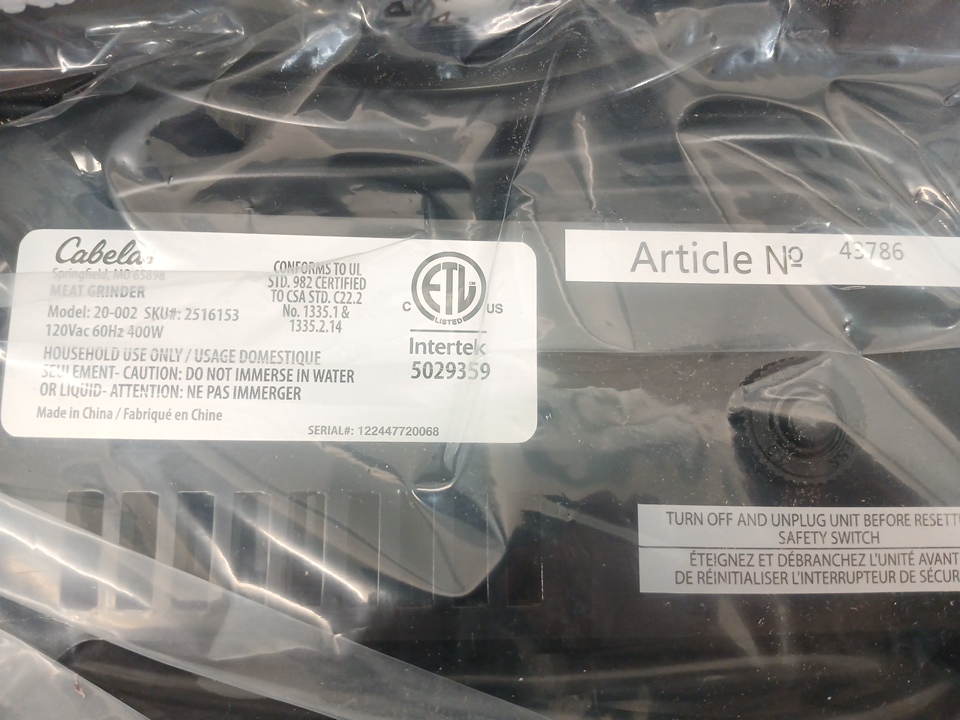 Cabela's
Springfield, MO 65898
MEAT GRINDER
Model: 20-002 SKU#: 2516153
120Vac 60Hz 400W
CONFORMS TO UL
STD. 982 CERTIFIED
TO CSA STD. C22.2
No. 1335.1 &
1335.2.14
ETL
C US
LISTED
Intertek
5029359
HOUSEHOLD USE ONLY / USAGE DOMESTIQUE
SEULEMENT- CAUTION: DO NOT IMMERSE IN WATER
OR LIQUID- ATTENTION: NE PAS IMMERGER
Made in China / Fabriqué en Chine
SERIAL#: 122447720068
Article Nº 43786
TURN OFF AND UNPLUG UNIT BEFORE RESETT
SAFETY SWITCH
ÉTEIGNEZ ET DÉBRANCHEZ L'UNITÉ AVANT
DE RÉINITIALISER L'INTERRUPTEUR DE SÉCUR